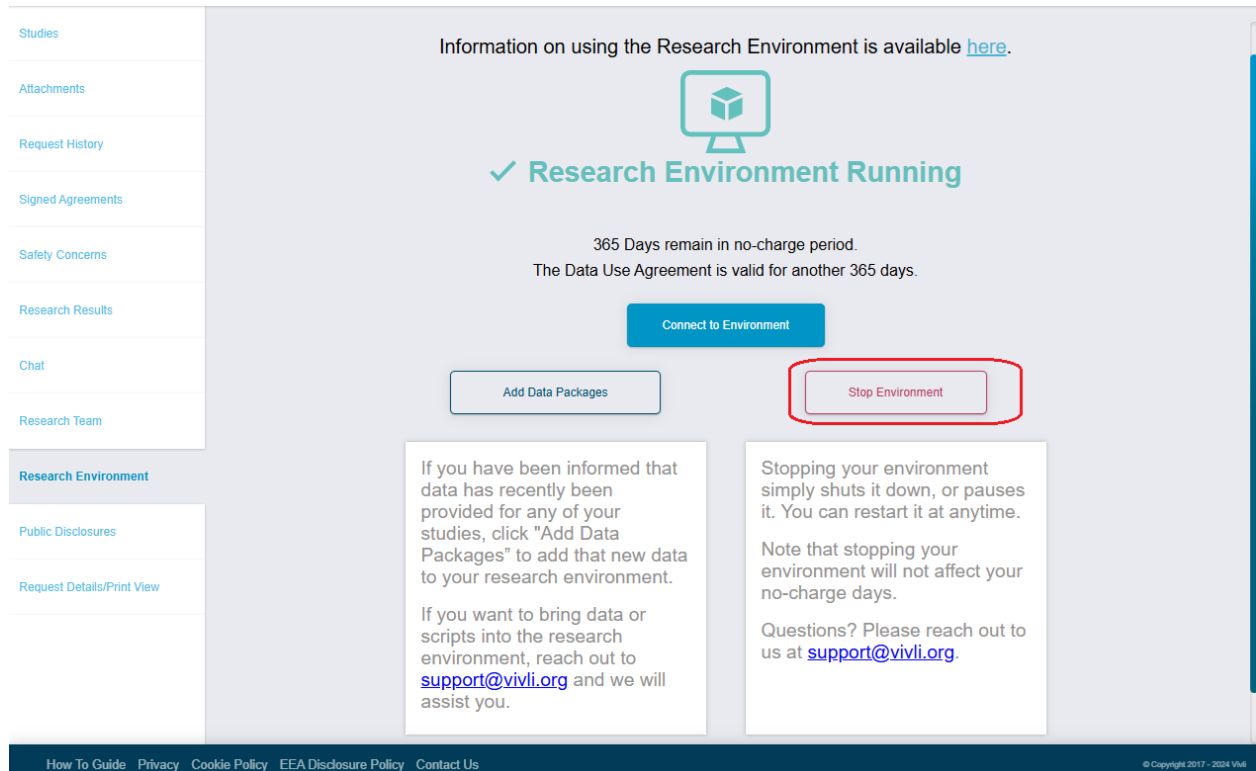 Studies
Attachments
Request History
Signed Agreements
Safety Concerns
Research Results
Chat
Research Team
Research Environment
Public Disclosures
Request Details/Print View
Information on using the Research Environment is available here.
✓ Research Environment Running
365 Days remain in no-charge period.
The Data Use Agreement is valid for another 365 days.
Connect to Environment
Add Data Packages
Stop Environment
If you have been informed that
data has recently been
provided for any of your
studies, click "Add Data
Packages” to add that new data
to your research environment.
If you want to bring data or
scripts into the research
environment, reach out to
support@vivli.org and we will
assist you.
Stopping your environment
simply shuts it down, or pauses
it. You can restart it at anytime.
Note that stopping your
environment will not affect your
no-charge days.
Questions? Please reach out to
us at support@vivli.org.
How To Guide Privacy Cookie Policy EEA Disclosure Policy Contact Us
© Copyright 2017 - 2024 Vivli